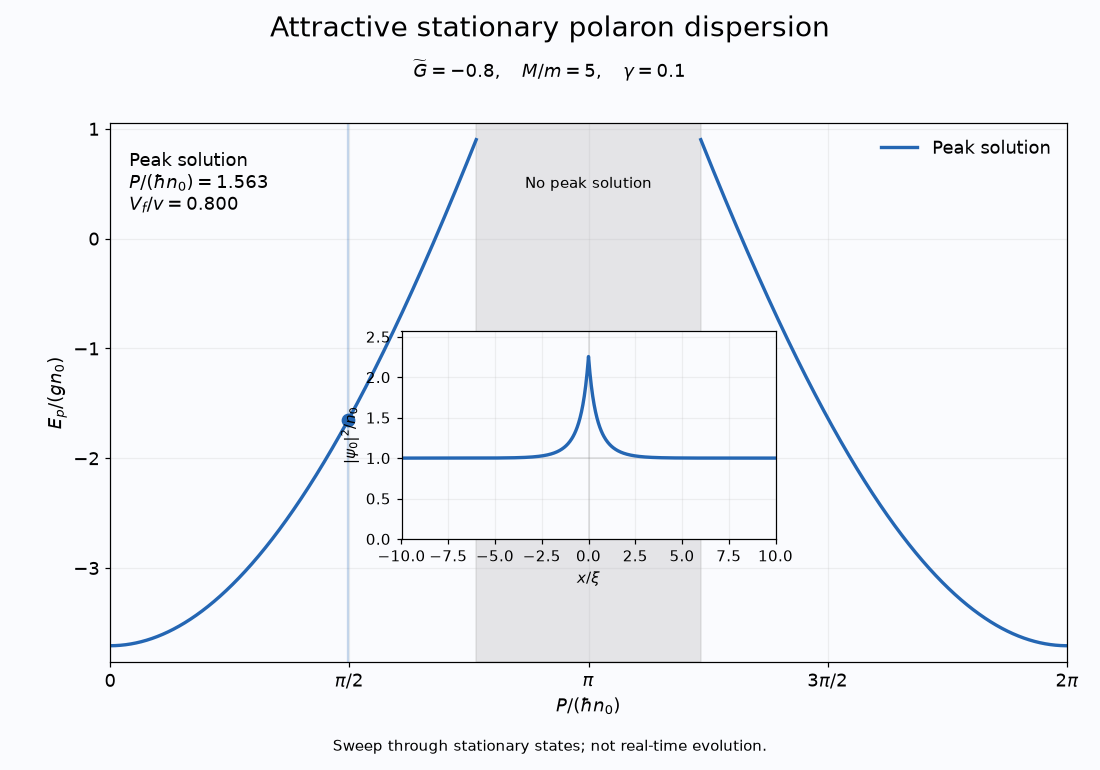 Attractive stationary polaron dispersion
G̃ = −0.8,   M/m = 5,   γ = 0.1
Peak solution
P/(ħn₀) = 1.563
V_f/v = 0.800
Peak solution
No peak solution
1
0
−1
−2
−3
E_p/(gn₀)
2.5
2.0
1.5
1.0
0.5
0.0
|ψ₀|²/n₀
−10.0 −7.5 −5.0 −2.5 0.0 2.5 5.0 7.5 10.0
x/ξ
0 π/2 π 3π/2 2π
P/(ħn₀)
Sweep through stationary states; not real-time evolution.